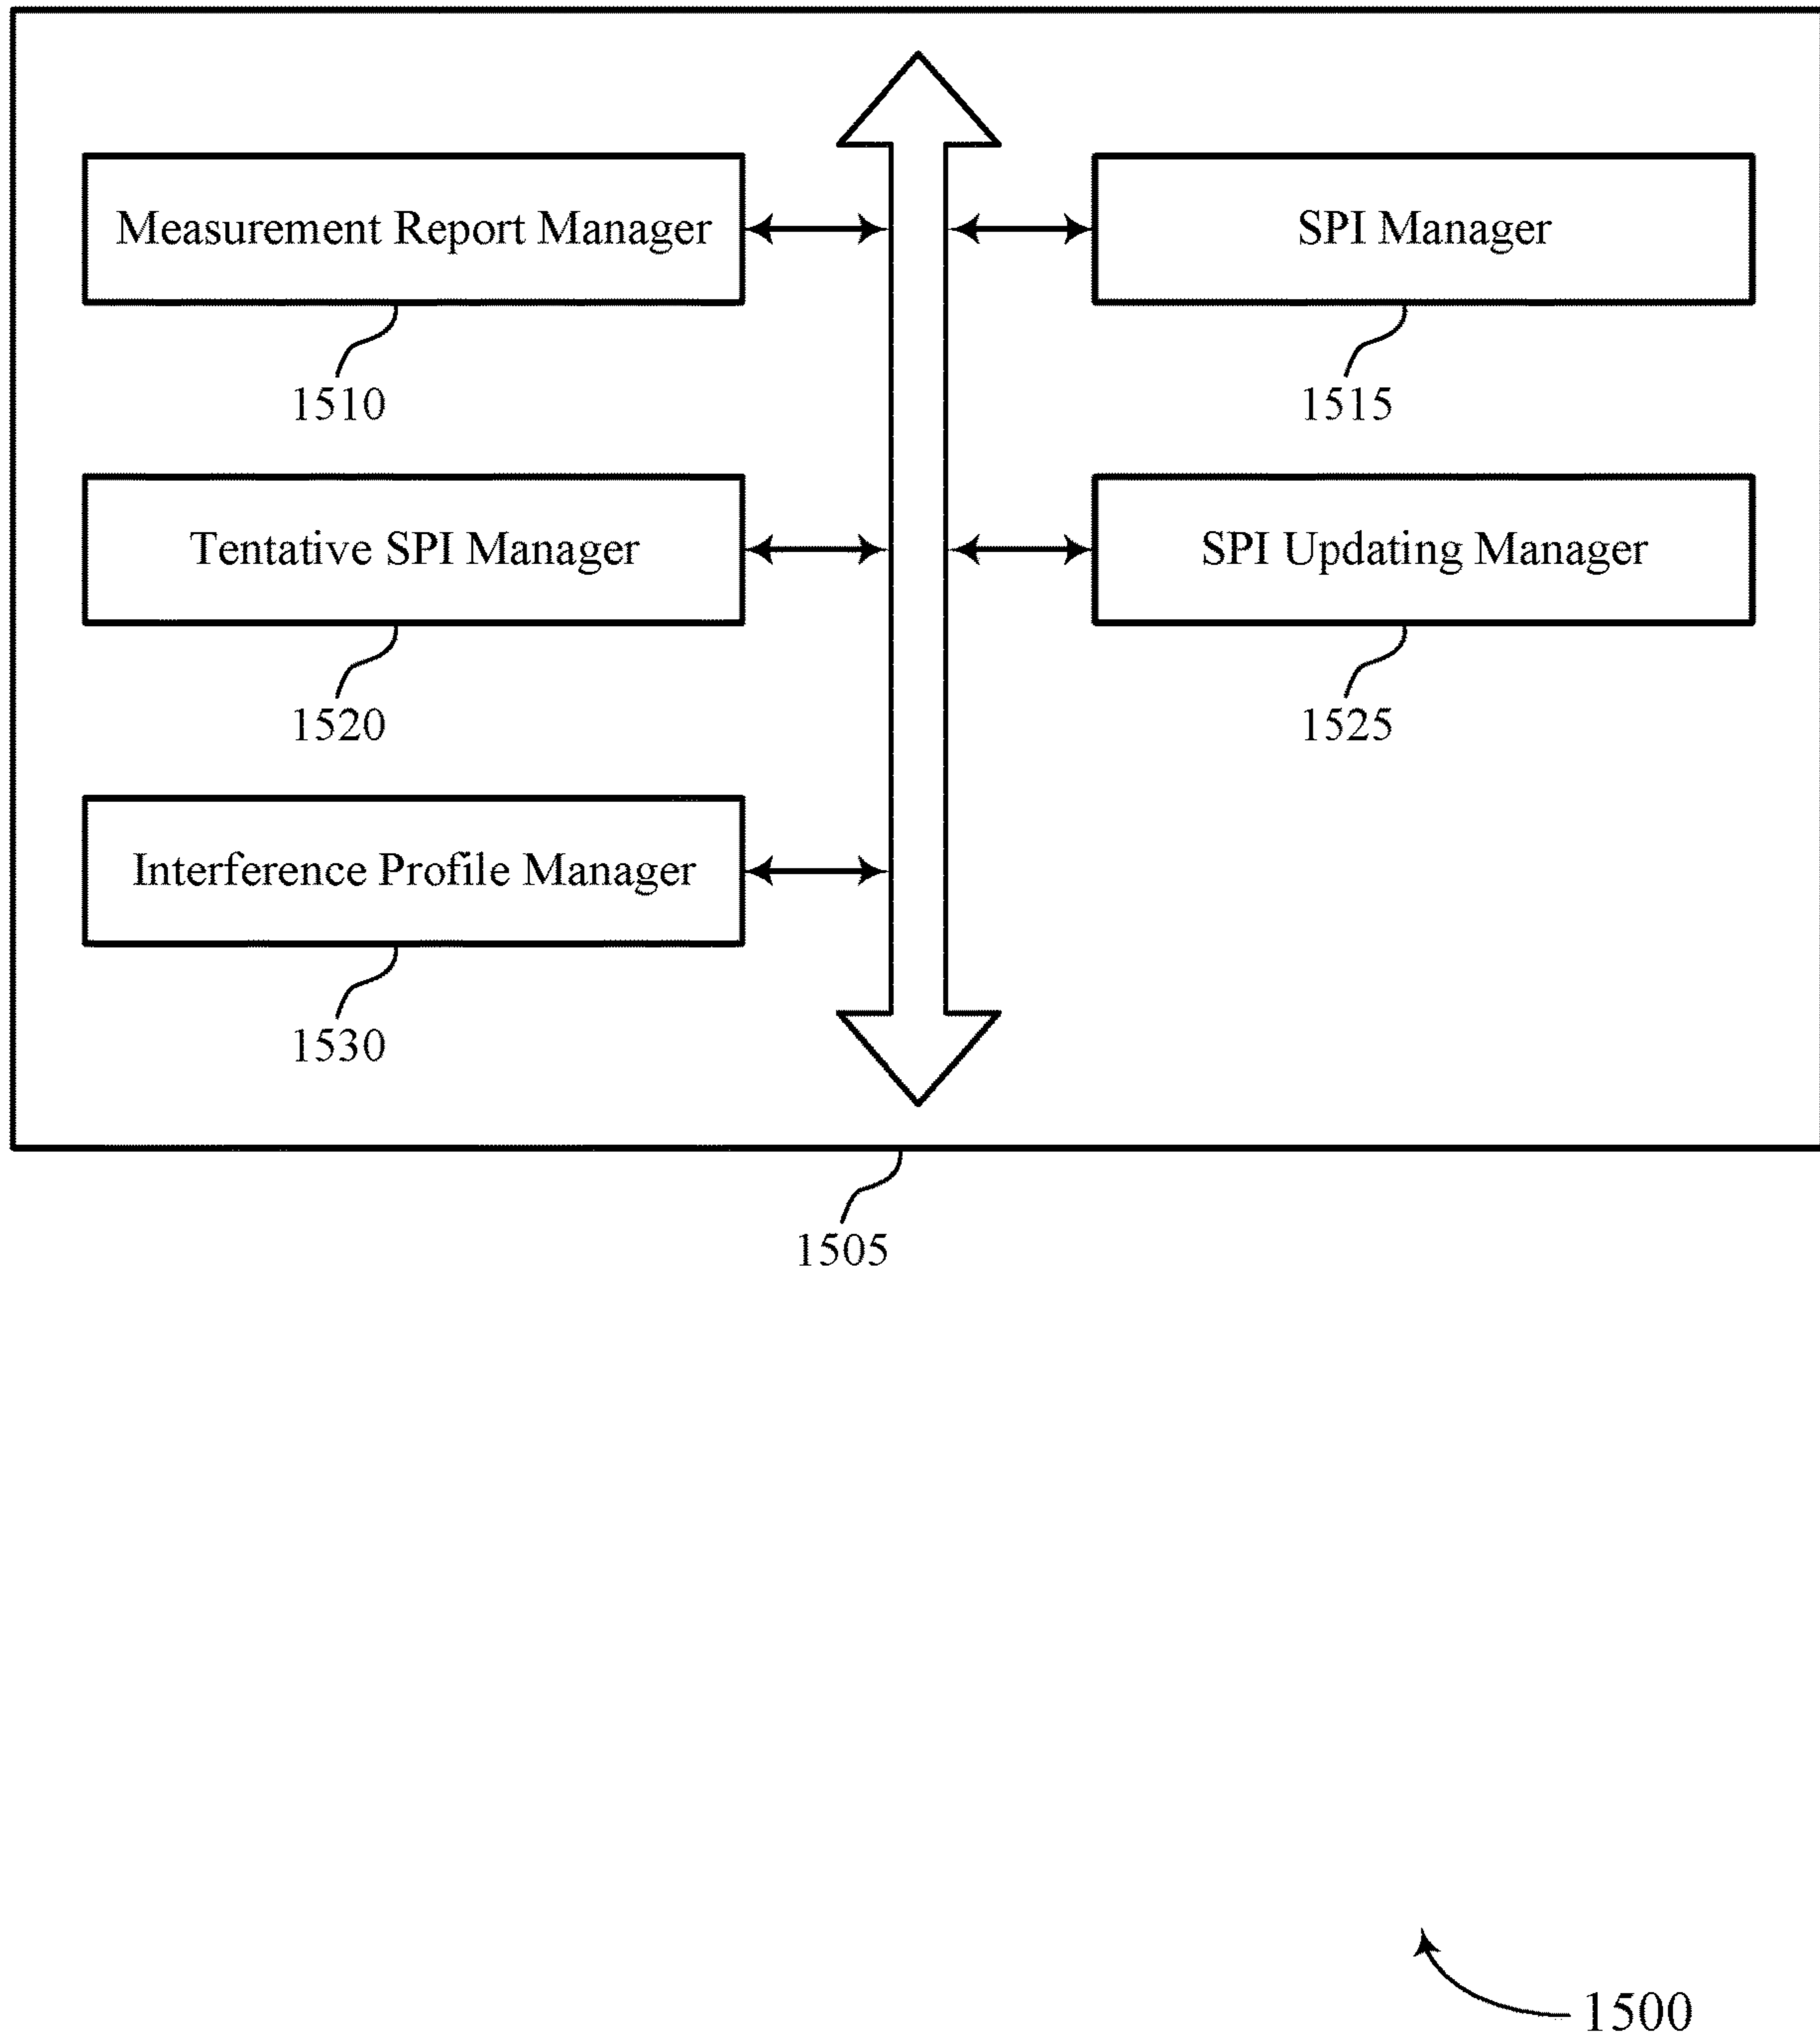 Measurement Report Manager
SPI Manager
1510
1515
Tentative SPI Manager
SPI Updating Manager
1520
1525
Interference Profile Manager
1530
1505
1500